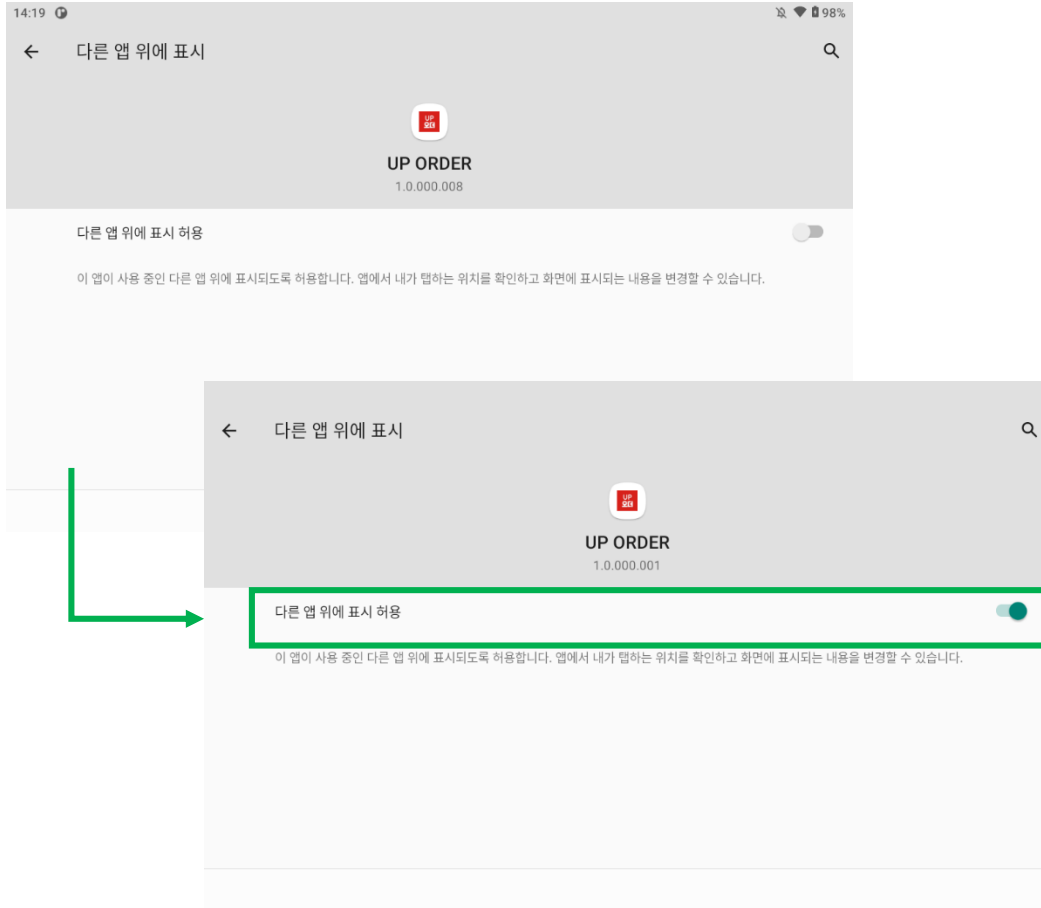 14:19
98%
다른 앱 위에 표시
UP
오더
UP ORDER
1.0.000.008
다른 앱 위에 표시 허용
이 앱이 사용 중인 다른 앱 위에 표시되도록 허용합니다. 앱에서 내가 탭하는 위치를 확인하고 화면에 표시되는 내용을 변경할 수 있습니다.
다른 앱 위에 표시
UP
오더
UP ORDER
1.0.000.001
다른 앱 위에 표시 허용
이 앱이 사용 중인 다른 앱 위에 표시되도록 허용합니다. 앱에서 내가 탭하는 위치를 확인하고 화면에 표시되는 내용을 변경할 수 있습니다.